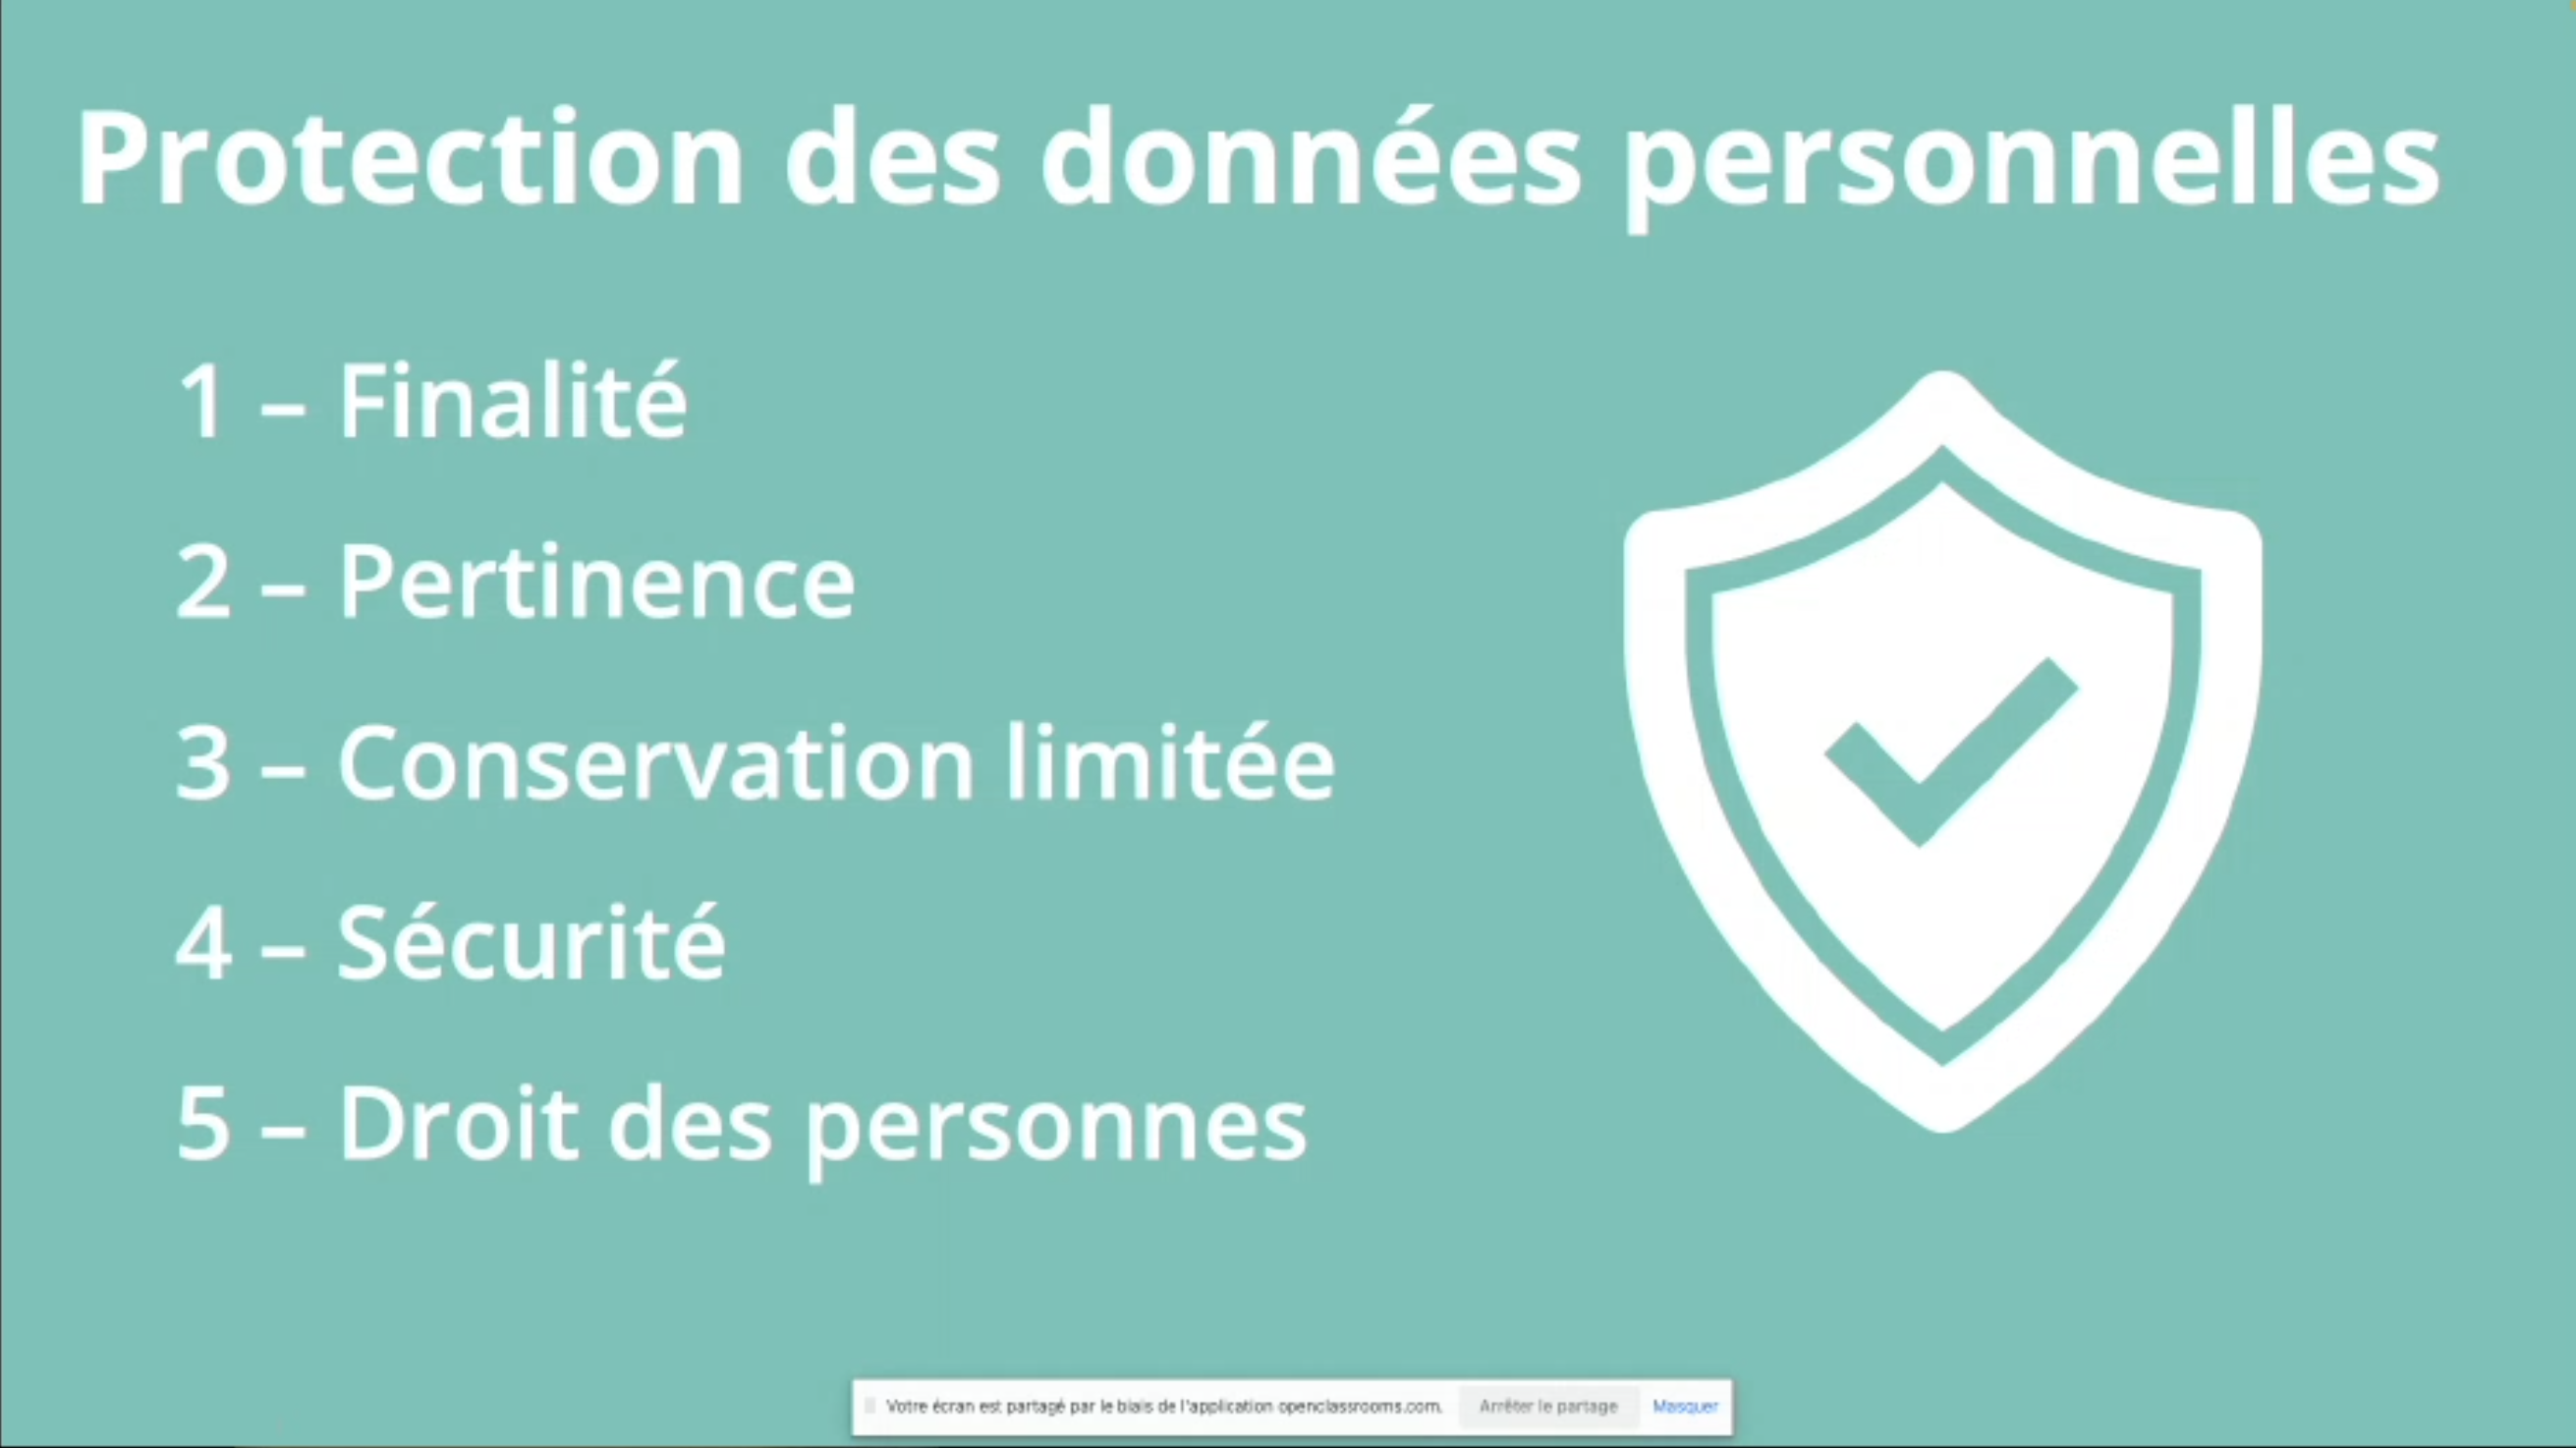 Protection des données personnelles
1 – Finalité
2 – Pertinence
3 – Conservation limitée
4 – Sécurité
5 – Droit des personnes
Votre écran est partagé par le biais de l'application openclassrooms.com. Arrêter le partage Masquer